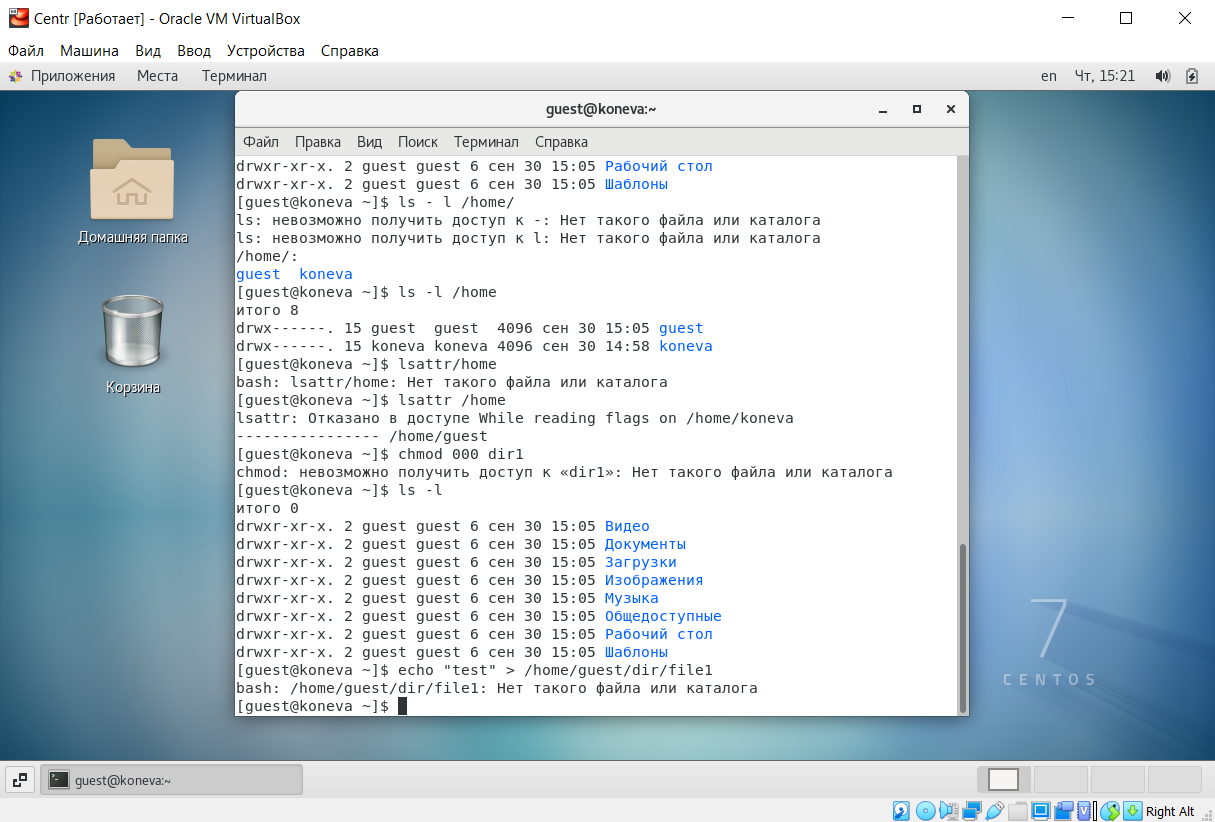 Centr [Работает] - Oracle VM VirtualBox
Файл Машина Вид Ввод Устройства Справка
Приложения Места Терминал en Чт, 15:21
guest@koneva:~
Файл Правка Вид Поиск Терминал Справка
drwxr-xr-x. 2 guest guest 6 сен 30 15:05 Рабочий стол
drwxr-xr-x. 2 guest guest 6 сен 30 15:05 Шаблоны
[guest@koneva ~]$ ls - l /home/
ls: невозможно получить доступ к -: Нет такого файла или каталога
ls: невозможно получить доступ к l: Нет такого файла или каталога
/home/:
guest  koneva
[guest@koneva ~]$ ls -l /home
итого 8
drwx------. 15 guest  guest  4096 сен 30 15:05 guest
drwx------. 15 koneva koneva 4096 сен 30 14:58 koneva
[guest@koneva ~]$ lsattr/home
bash: lsattr/home: Нет такого файла или каталога
[guest@koneva ~]$ lsattr /home
lsattr: Отказано в доступе While reading flags on /home/koneva
---------------- /home/guest
[guest@koneva ~]$ chmod 000 dir1
chmod: невозможно получить доступ к «dir1»: Нет такого файла или каталога
[guest@koneva ~]$ ls -l
итого 0
drwxr-xr-x. 2 guest guest 6 сен 30 15:05 Видео
drwxr-xr-x. 2 guest guest 6 сен 30 15:05 Документы
drwxr-xr-x. 2 guest guest 6 сен 30 15:05 Загрузки
drwxr-xr-x. 2 guest guest 6 сен 30 15:05 Изображения
drwxr-xr-x. 2 guest guest 6 сен 30 15:05 Музыка
drwxr-xr-x. 2 guest guest 6 сен 30 15:05 Общедоступные
drwxr-xr-x. 2 guest guest 6 сен 30 15:05 Рабочий стол
drwxr-xr-x. 2 guest guest 6 сен 30 15:05 Шаблоны
[guest@koneva ~]$ echo "test" > /home/guest/dir/file1
bash: /home/guest/dir/file1: Нет такого файла или каталога
[guest@koneva ~]$
Домашняя папка
Корзина
7
CENTOS
guest@koneva:~
Right Alt